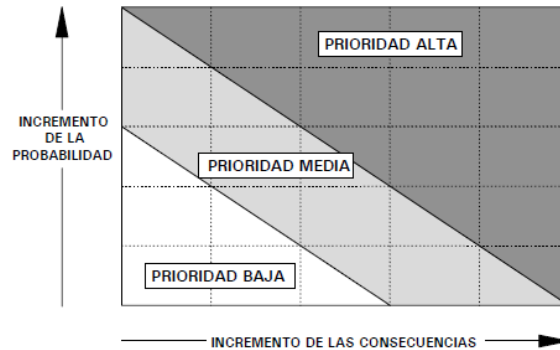 PRIORIDAD ALTA
INCREMENTO
DE LA
PROBABILIDAD
PRIORIDAD MEDIA
PRIORIDAD BAJA
INCREMENTO DE LAS CONSECUENCIAS